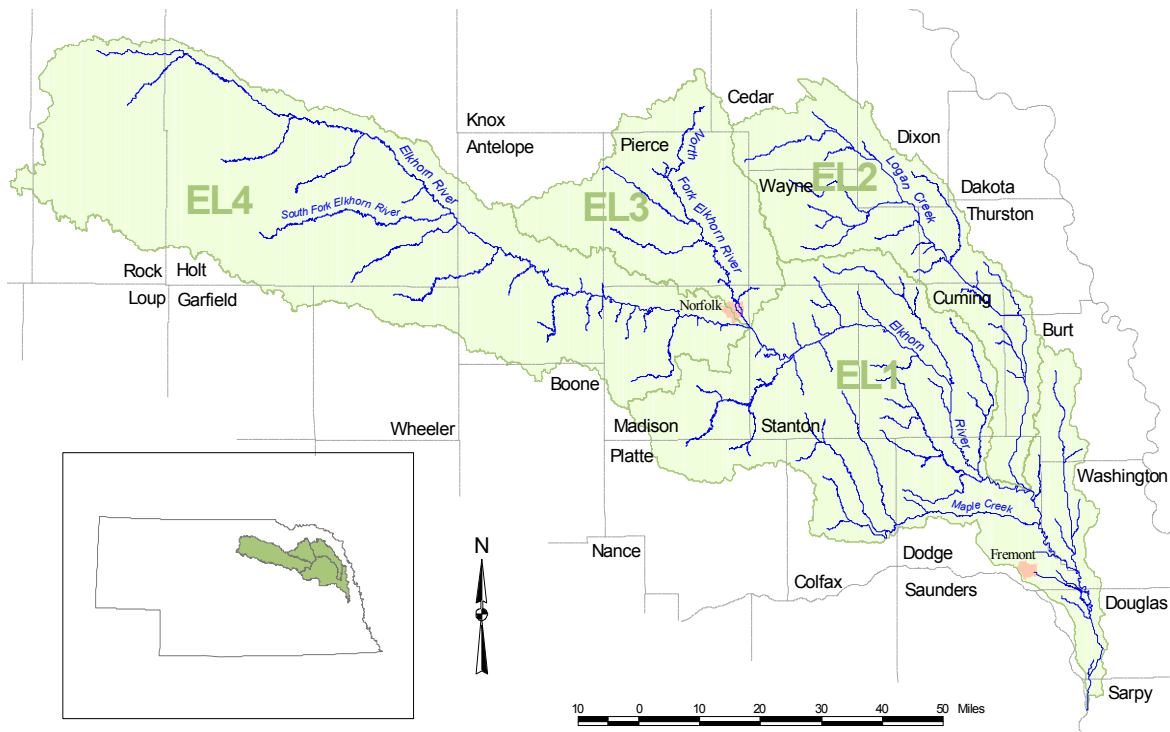 Cedar
Knox
Antelope
Pierce
North
Fork Elkhorn River
Dixon
Logan
Creek
Elkhorn River
EL4
EL3
Wayne
EL2
Dakota
Thurston
South Fork Elkhorn River
Rock
Holt
Loup
Garfield
Norfolk
Cuming
Burt
Elkhorn
River
EL1
Boone
Wheeler
Madison
Stanton
Platte
Washington
Maple Creek
Nance
Dodge
Fremont
Colfax
Saunders
Douglas
Sarpy
N
10 0 10 20 30 40 50 Miles